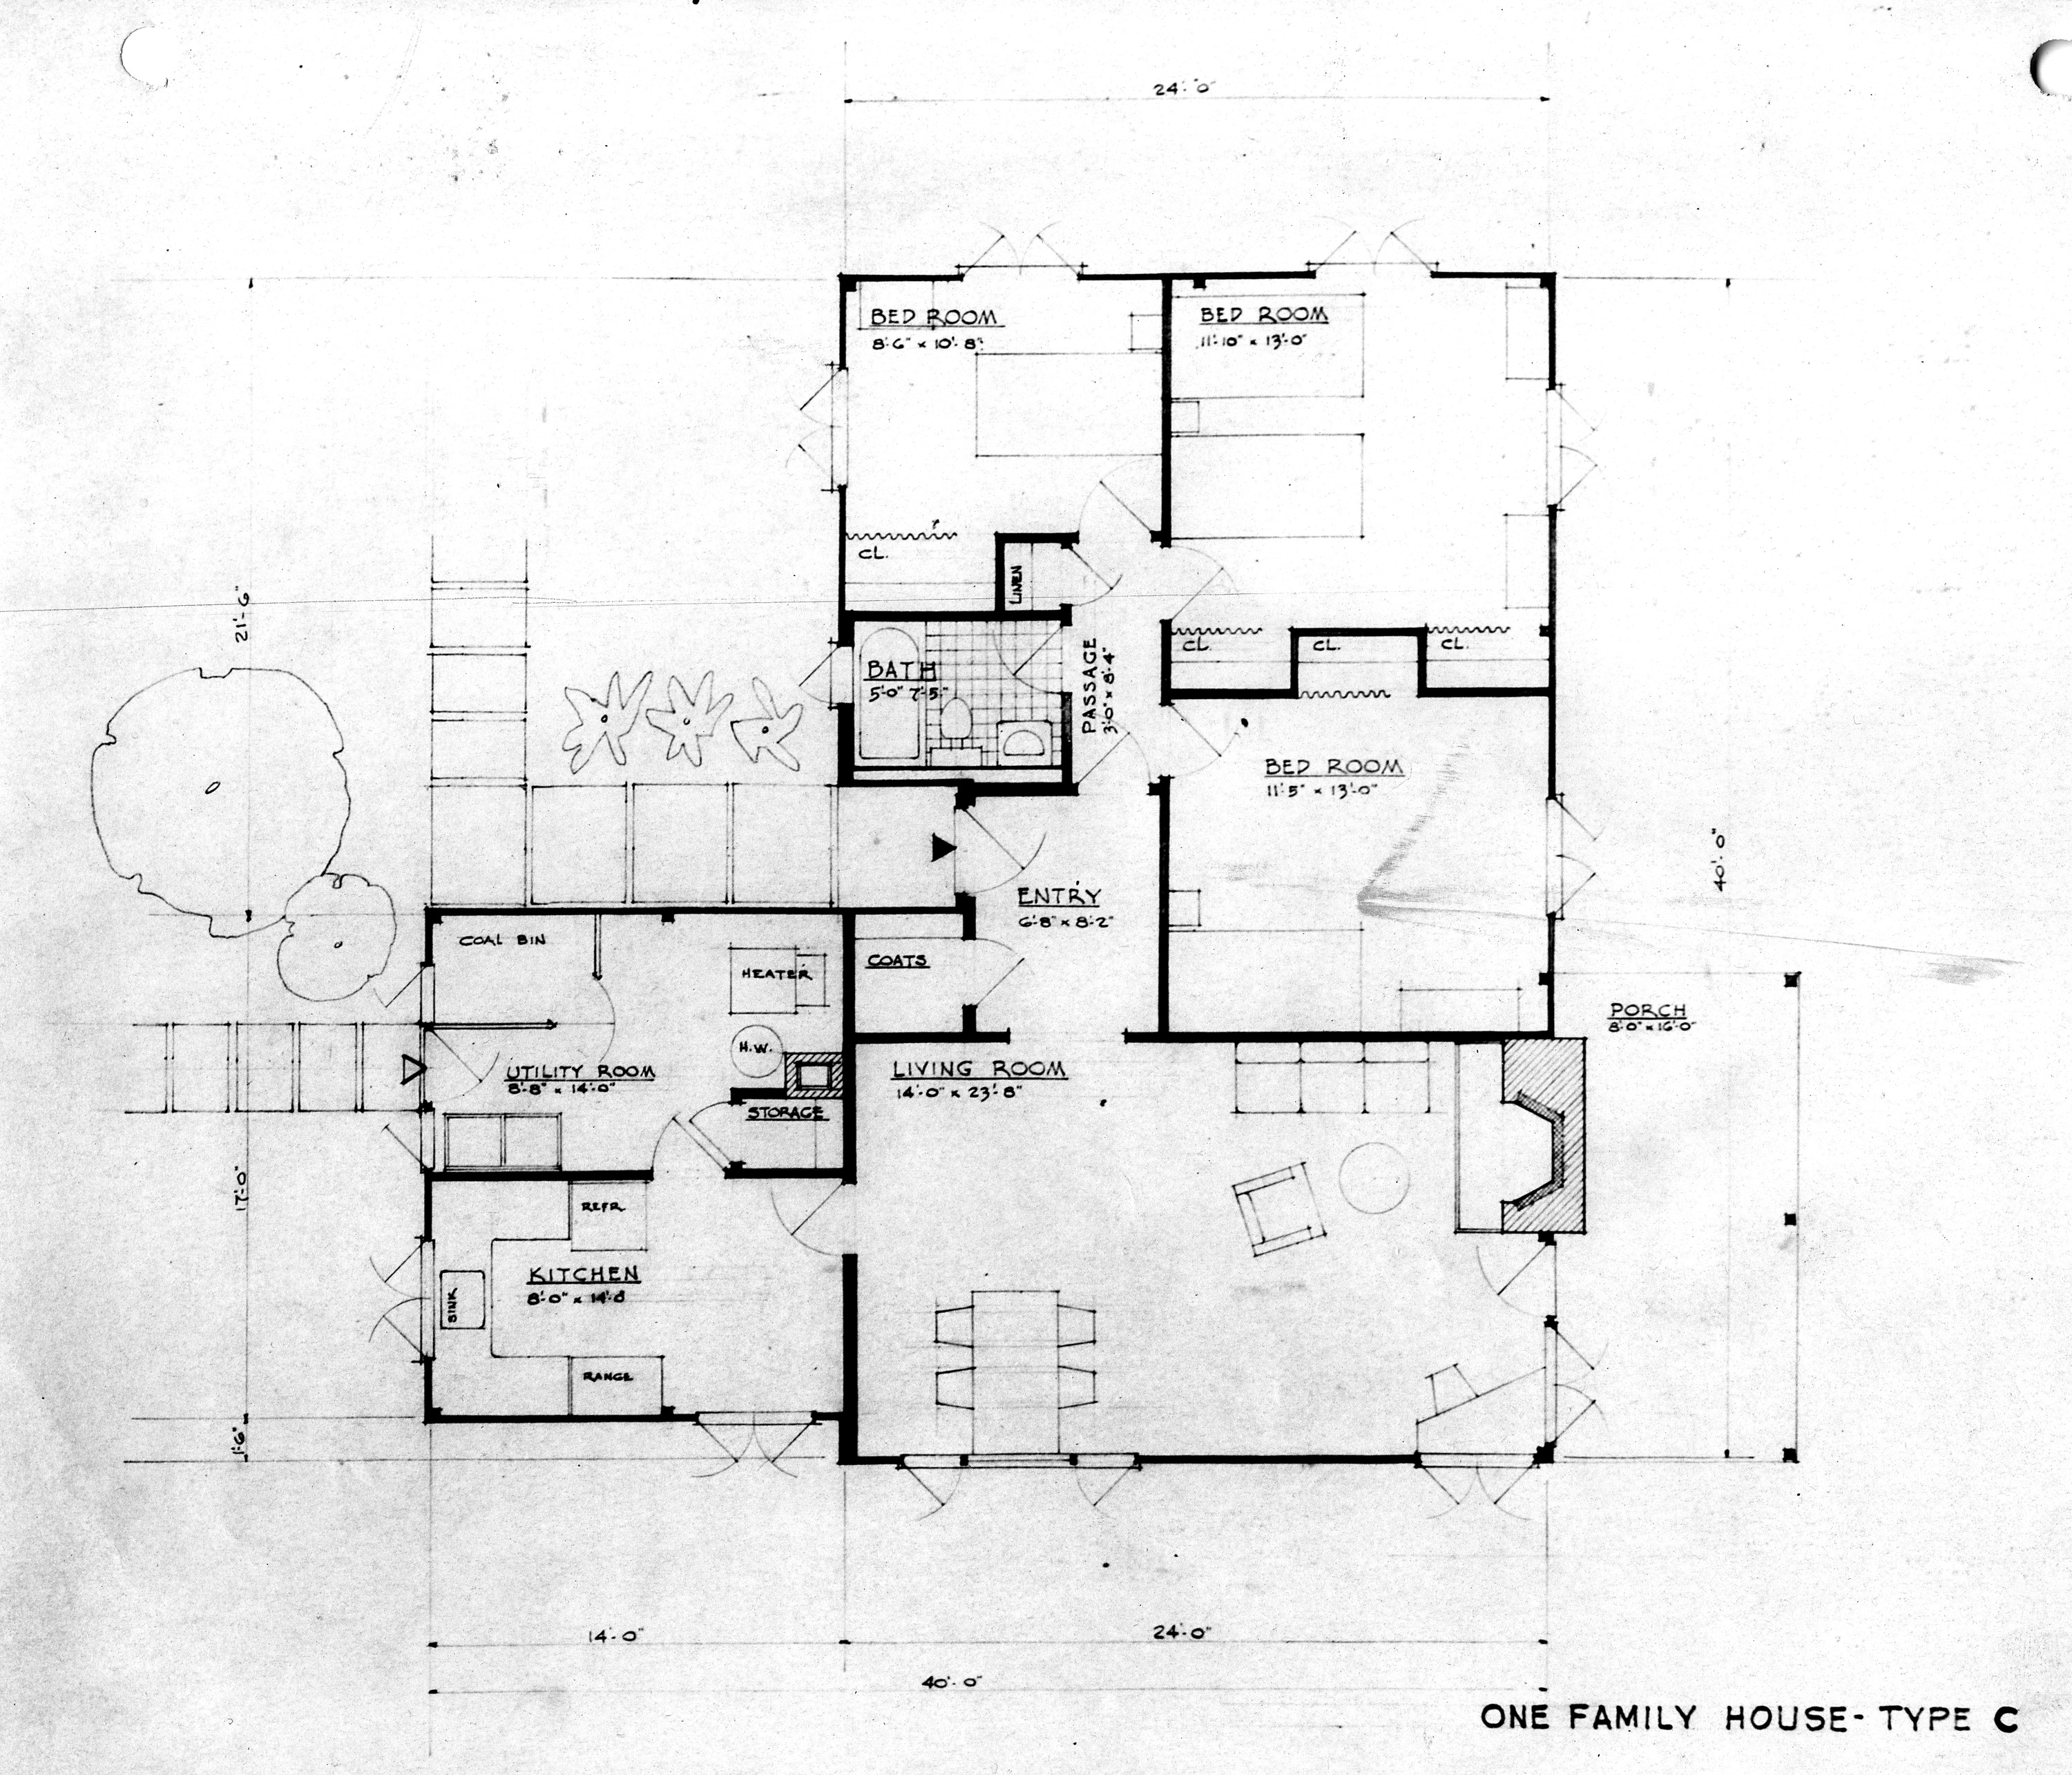 24'-0"
BED ROOM
8'-6" x 10'-8"
BED ROOM
11'-10" x 13'-0"
CL.
LINEN
21'-6"
BATH
5'-0" 7'-5"
PASSAGE
3'-0" x 8'-4"
CL.
CL.
CL.
BED ROOM
11'-5" x 13'-0"
40'-0"
ENTRY
6'-8" x 8'-2"
COAL BIN
HEATER
COATS
PORCH
8'-0" x 16'-0"
H.W.
UTILITY ROOM
8'-8" x 14'-0"
LIVING ROOM
14'-0" x 23'-8"
STORAGE
17'-0"
REFR.
KITCHEN
8'-0" x 14'-0
SINK
RANGE
1'-6"
14'-0"
24'-0"
40'-0"
ONE FAMILY HOUSE - TYPE C